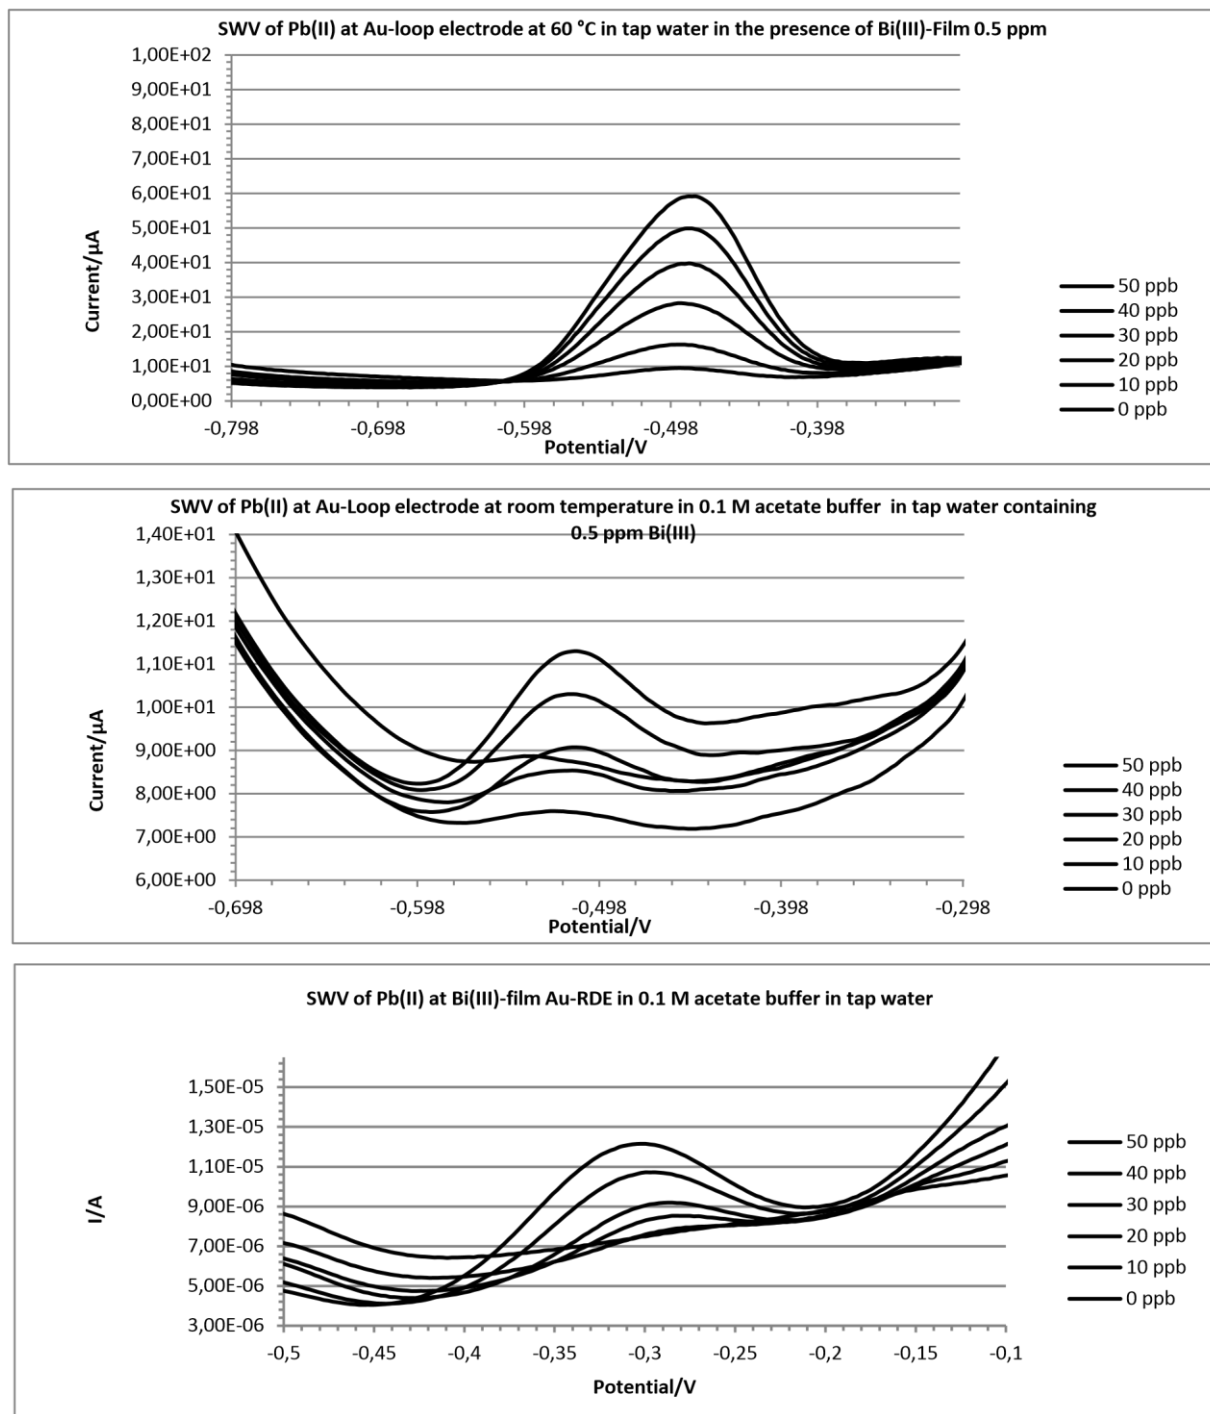 SWV of Pb(II) at Au-loop electrode at 60 °C in tap water in the presence of Bi(III)-Film 0.5 ppm
1,00E+02
9,00E+01
8,00E+01
7,00E+01
6,00E+01
5,00E+01
4,00E+01
3,00E+01
2,00E+01
1,00E+01
0,00E+00
Current/µA
-0,798
-0,698
-0,598
-0,498
-0,398
Potential/V
50 ppb
40 ppb
30 ppb
20 ppb
10 ppb
0 ppb
SWV of Pb(II) at Au-Loop electrode at room temperature in 0.1 M acetate buffer in tap water containing
0.5 ppm Bi(III)
1,40E+01
1,30E+01
1,20E+01
1,10E+01
1,00E+01
9,00E+00
8,00E+00
7,00E+00
6,00E+00
Current/µA
-0,698
-0,598
-0,498
-0,398
-0,298
Potential/V
50 ppb
40 ppb
30 ppb
20 ppb
10 ppb
0 ppb
SWV of Pb(II) at Bi(III)-film Au-RDE in 0.1 M acetate buffer in tap water
1,50E-05
1,30E-05
1,10E-05
9,00E-06
7,00E-06
5,00E-06
3,00E-06
I/A
-0,5
-0,45
-0,4
-0,35
-0,3
-0,25
-0,2
-0,15
-0,1
Potential/V
50 ppb
40 ppb
30 ppb
20 ppb
10 ppb
0 ppb